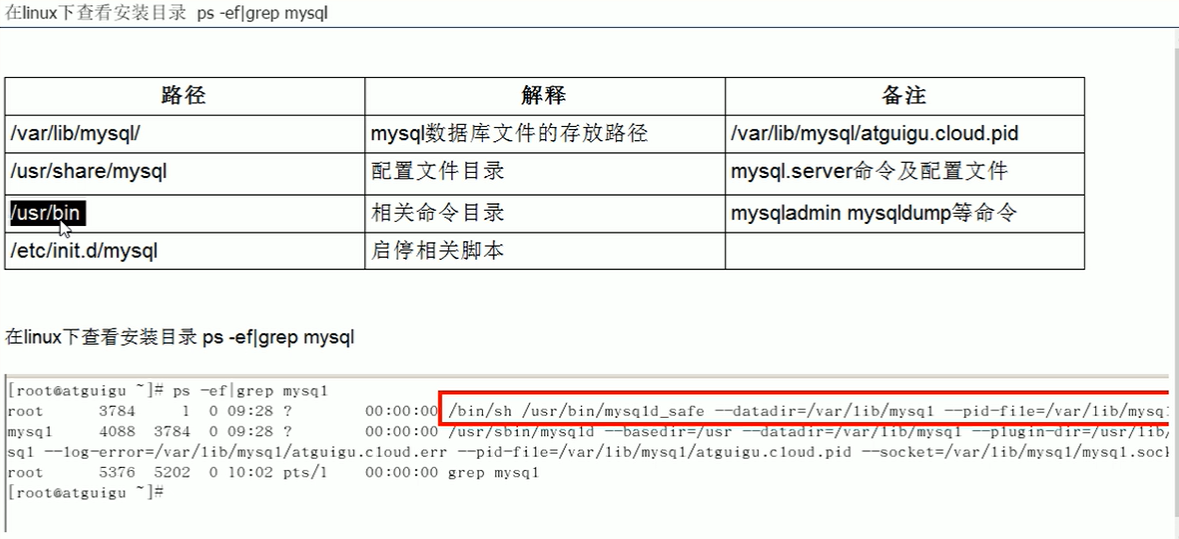 在linux下查看安装目录 ps -ef|grep mysql
路径 解释 备注
/var/lib/mysql/ mysql数据库文件的存放路径 /var/lib/mysql/atguigu.cloud.pid
/usr/share/mysql 配置文件目录 mysql.server命令及配置文件
/usr/bin 相关命令目录 mysqladmin mysqldump等命令
/etc/init.d/mysql 启停相关脚本
在linux下查看安装目录 ps -ef|grep mysql
[root@atguigu ~]# ps -ef|grep mysql
root 3784 1 0 09:28 ? 00:00:00 /bin/sh /usr/bin/mysqld_safe --datadir=/var/lib/mysql --pid-file=/var/lib/mysql
mysql 4088 3784 0 09:28 ? 00:00:00 /usr/sbin/mysqld --basedir=/usr --datadir=/var/lib/mysql --plugin-dir=/usr/lib/
sql --log-error=/var/lib/mysql/atguigu.cloud.err --pid-file=/var/lib/mysql/atguigu.cloud.pid --socket=/var/lib/mysql/mysql.sock
root 5376 5202 0 10:02 pts/1 00:00:00 grep mysql
[root@atguigu ~]#